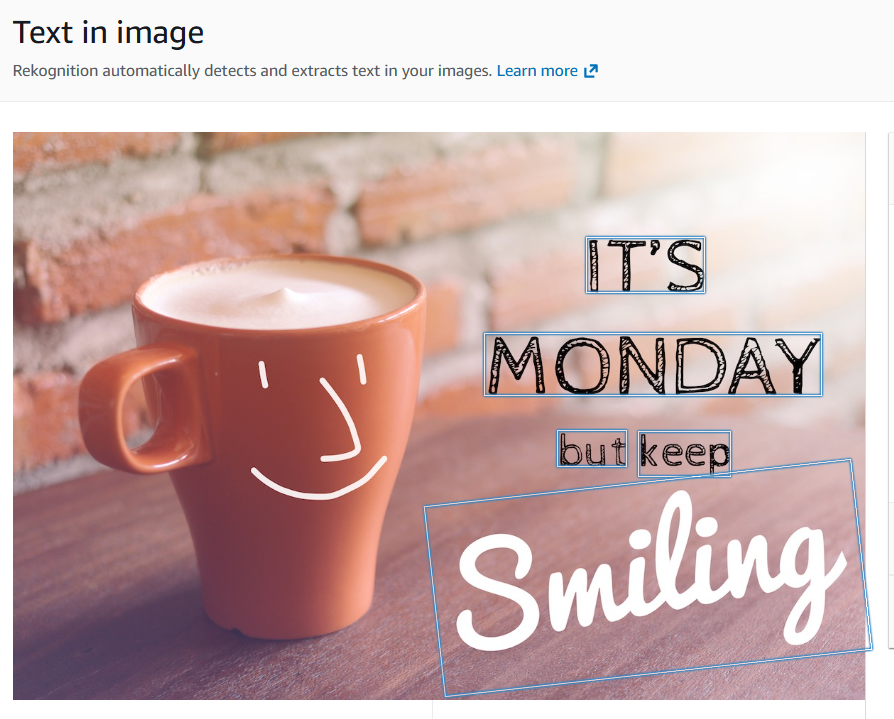 Text in image
Rekognition automatically detects and extracts text in your images. Learn more
IT'S
MONDAY
but keep
Smiling